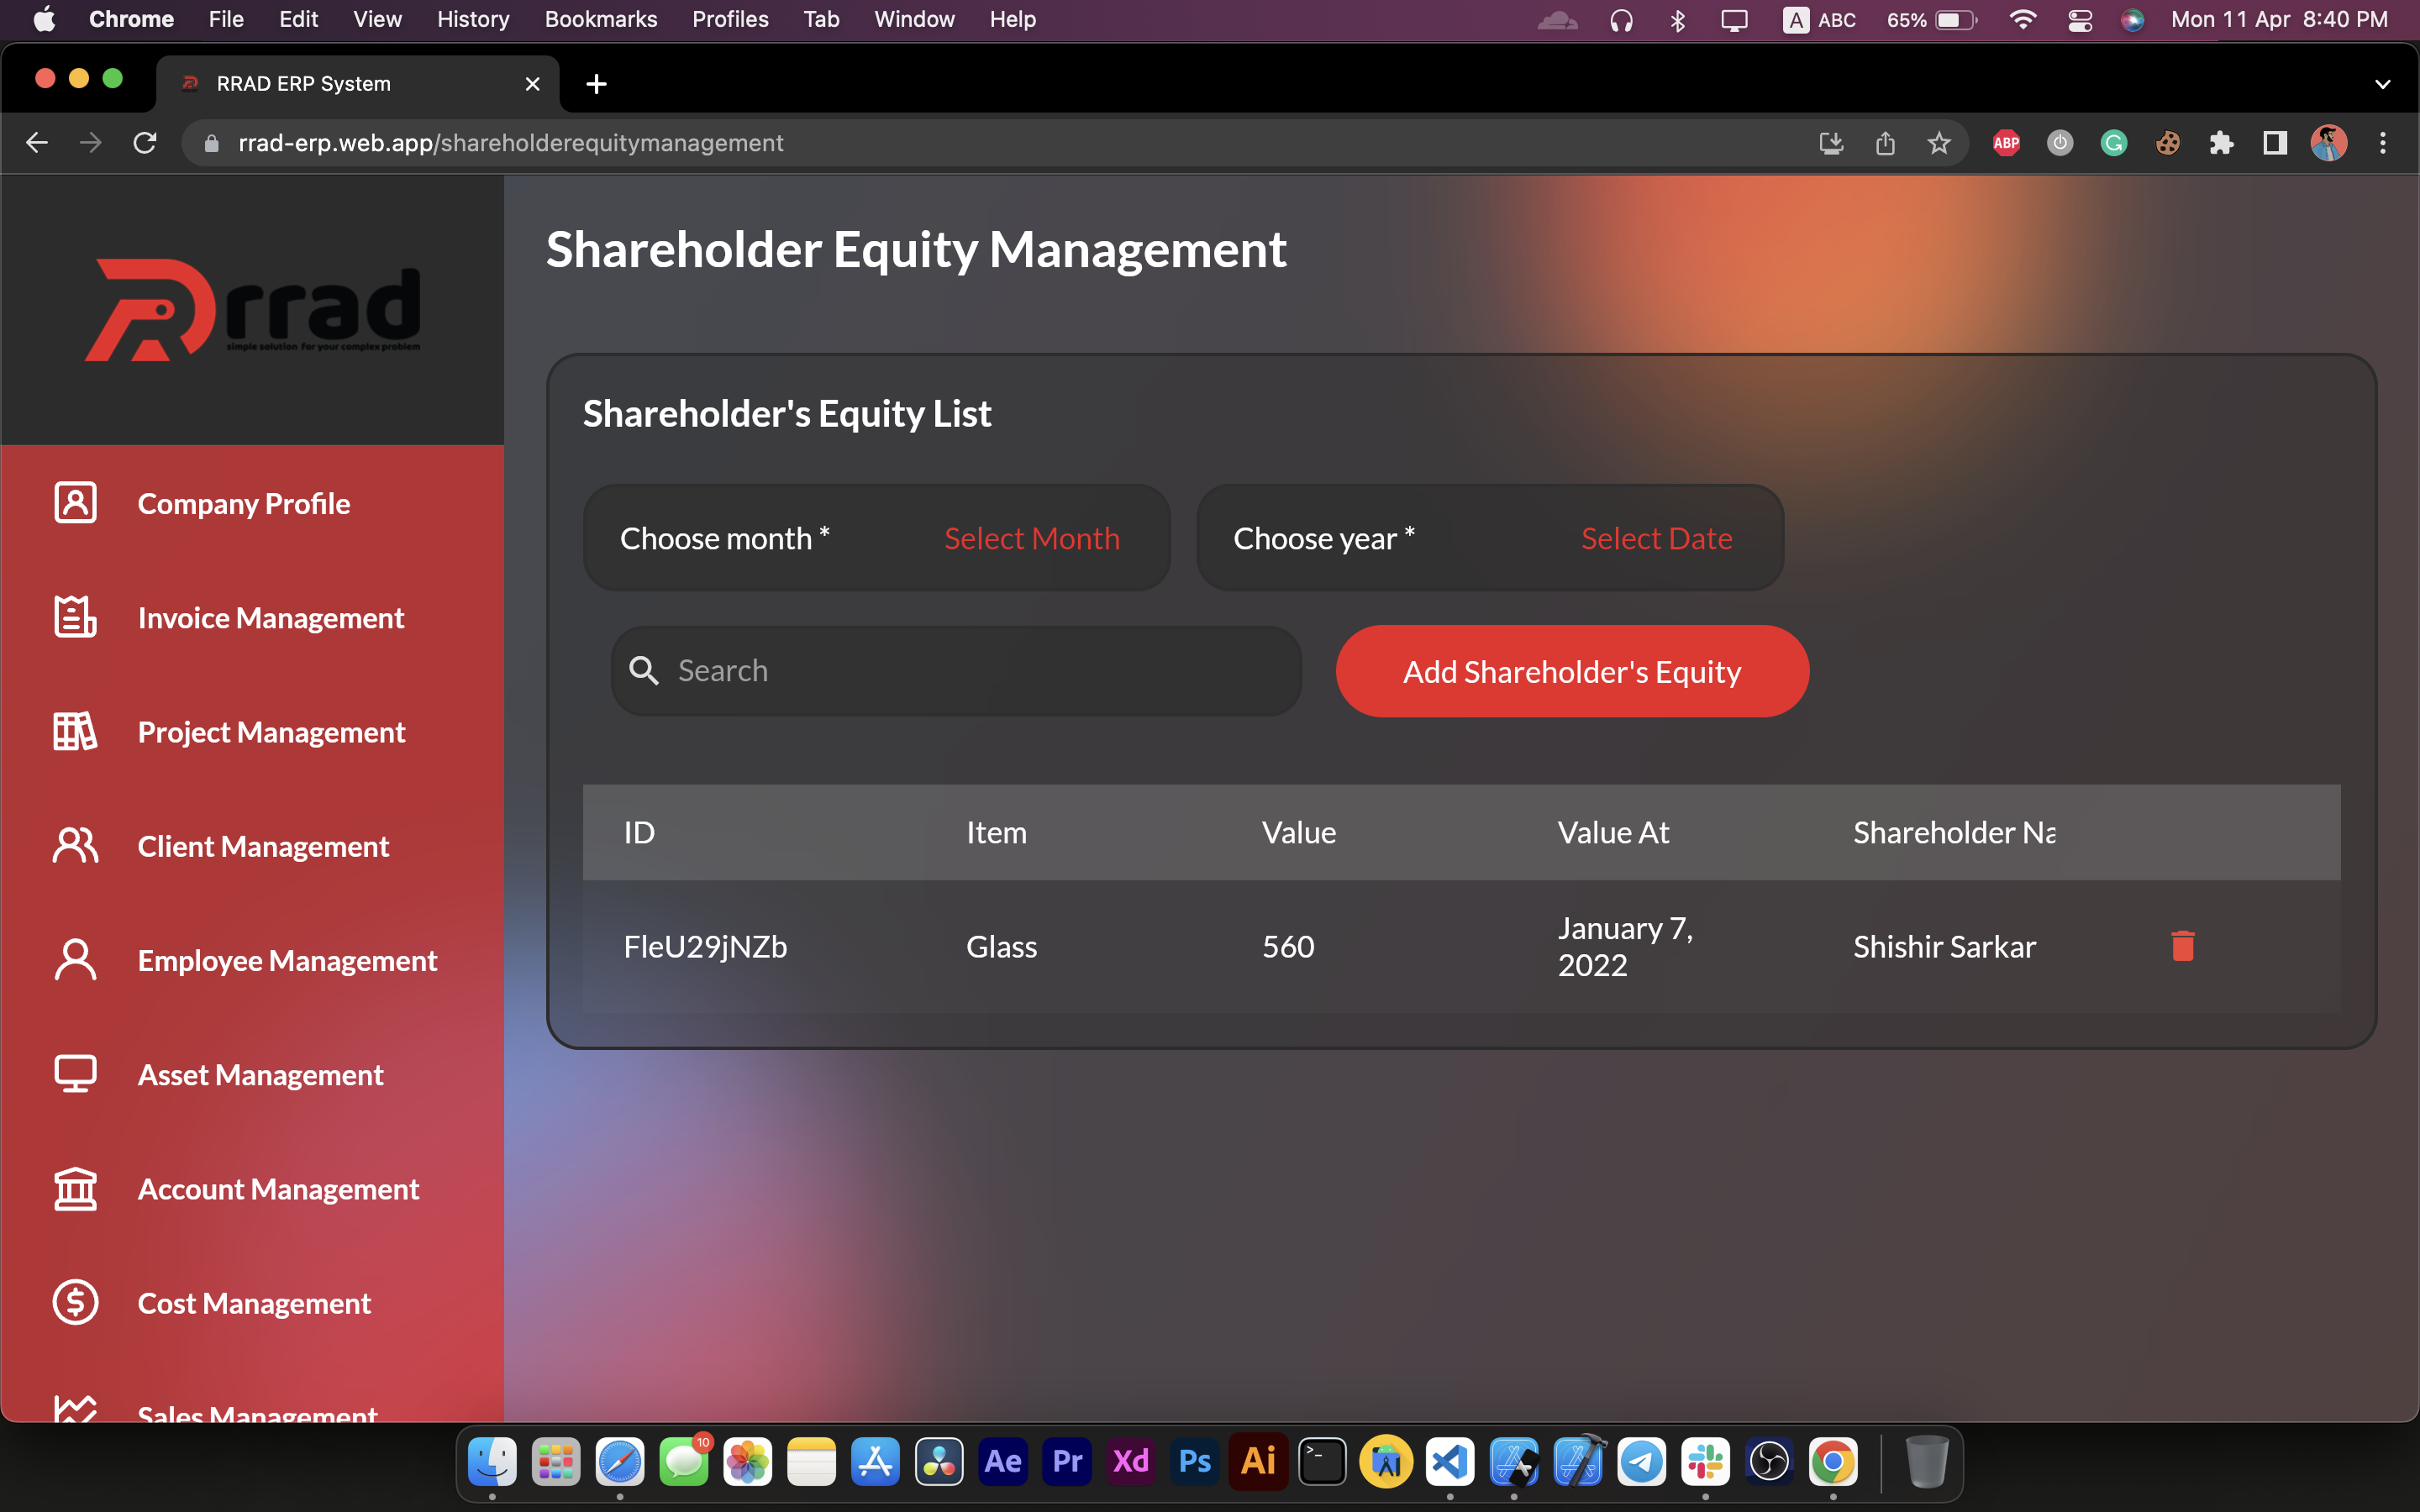 Chrome File Edit View History Bookmarks Profiles Tab Window Help A ABC 65% Mon 11 Apr 8:40 PM
RRAD ERP System
rrad-erp.web.app/shareholderequitymanagement ABP
rrad
simple solution for your complex problem
Company Profile
Invoice Management
Project Management
Client Management
Employee Management
Asset Management
Account Management
Cost Management
Sales Management
Shareholder Equity Management
Shareholder's Equity List
Choose month * Select Month Choose year * Select Date
Search Add Shareholder's Equity
ID Item Value Value At Shareholder Na
FleU29jNZb Glass 560 January 7, 2022 Shishir Sarkar
10 Ae Pr Xd Ps Ai >_